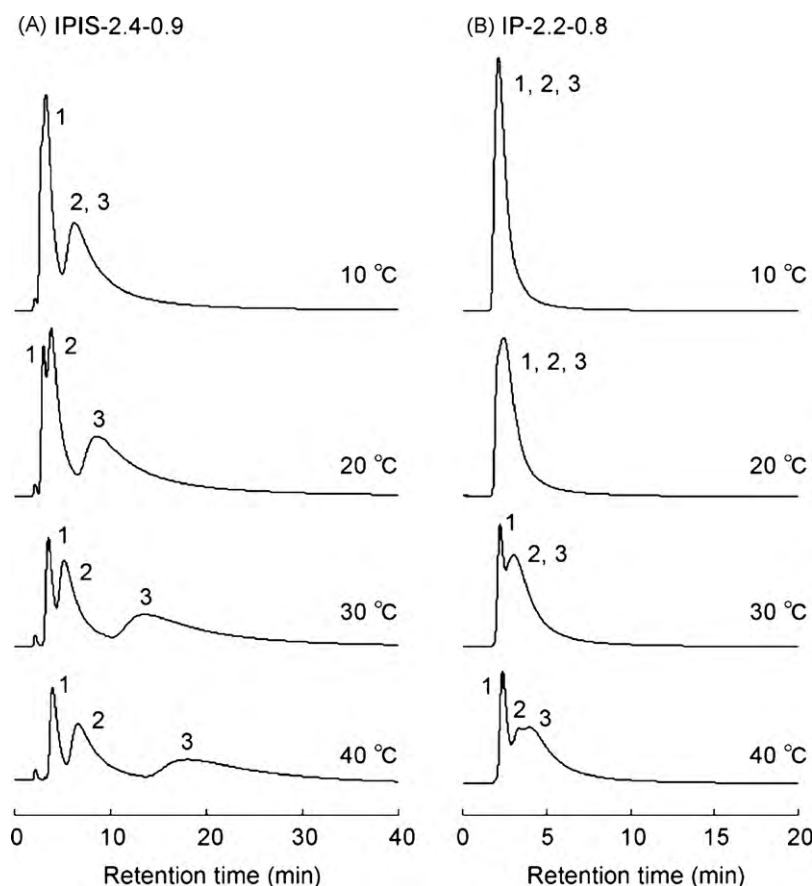 (A) IPIS-2.4-0.9
1
2, 3
10 °C
1
2
3
20 °C
1
2
3
30 °C
1
2
3
40 °C
0 10 20 30 40
Retention time (min)
(B) IP-2.2-0.8
1, 2, 3
10 °C
1, 2, 3
20 °C
1
2, 3
30 °C
1
2
3
40 °C
0 5 10 15 20
Retention time (min)